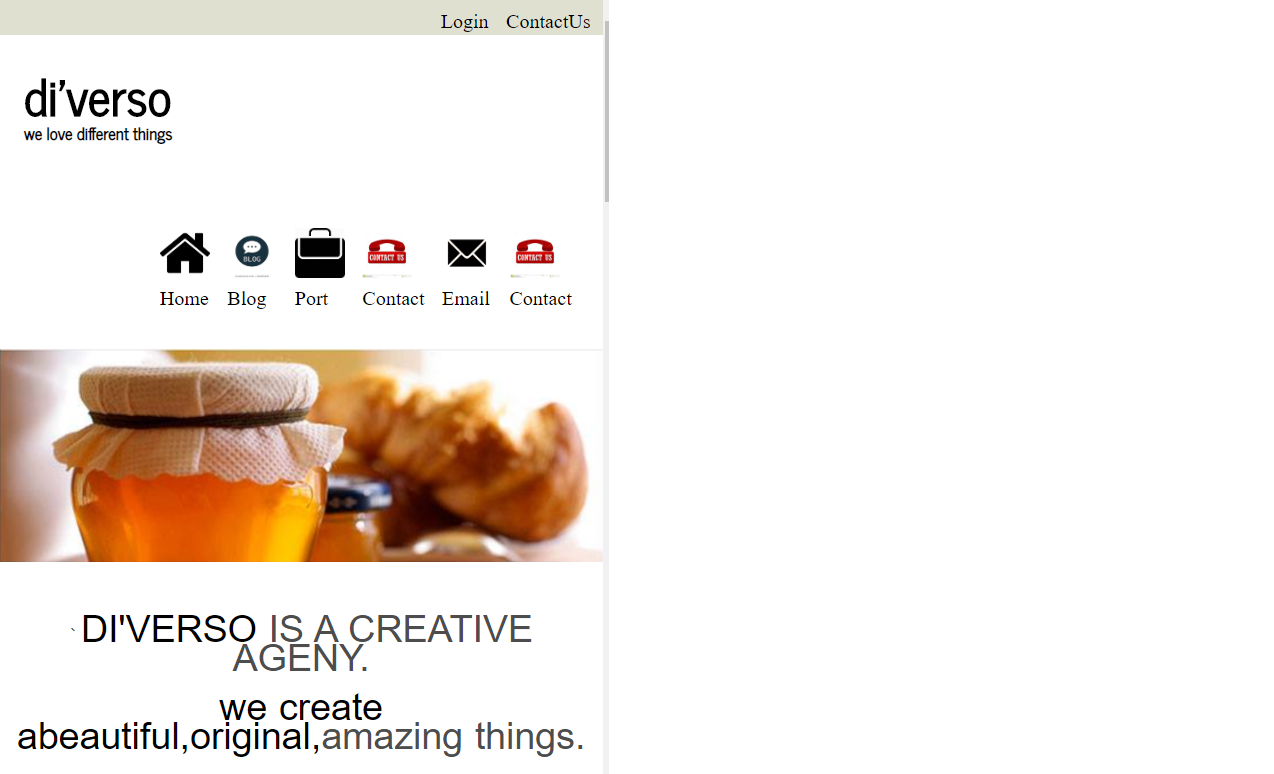 Login ContactUs
di'verso
we love different things
BLOG CONTACT US CONTACT US
Home Blog Port Contact Email Contact
` DI'VERSO IS A CREATIVE
AGENY.
we create
abeautiful,original,amazing things.